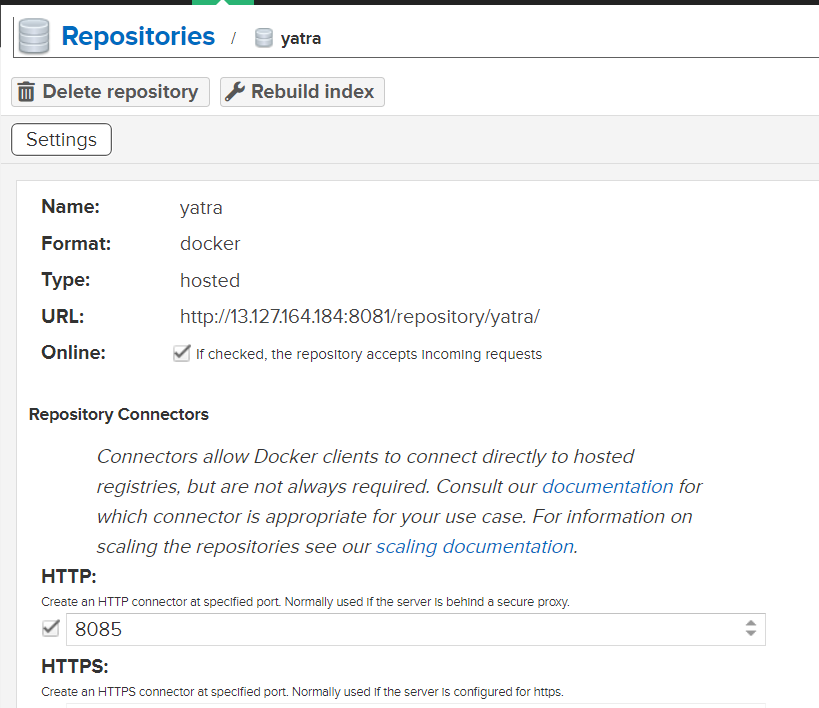 Repositories / yatra
Delete repository Rebuild index
Settings
Name: yatra
Format: docker
Type: hosted
URL: http://13.127.164.184:8081/repository/yatra/
Online: If checked, the repository accepts incoming requests
Repository Connectors
Connectors allow Docker clients to connect directly to hosted
registries, but are not always required. Consult our documentation for
which connector is appropriate for your use case. For information on
scaling the repositories see our scaling documentation.
HTTP:
Create an HTTP connector at specified port. Normally used if the server is behind a secure proxy.
8085
HTTPS:
Create an HTTPS connector at specified port. Normally used if the server is configured for https.